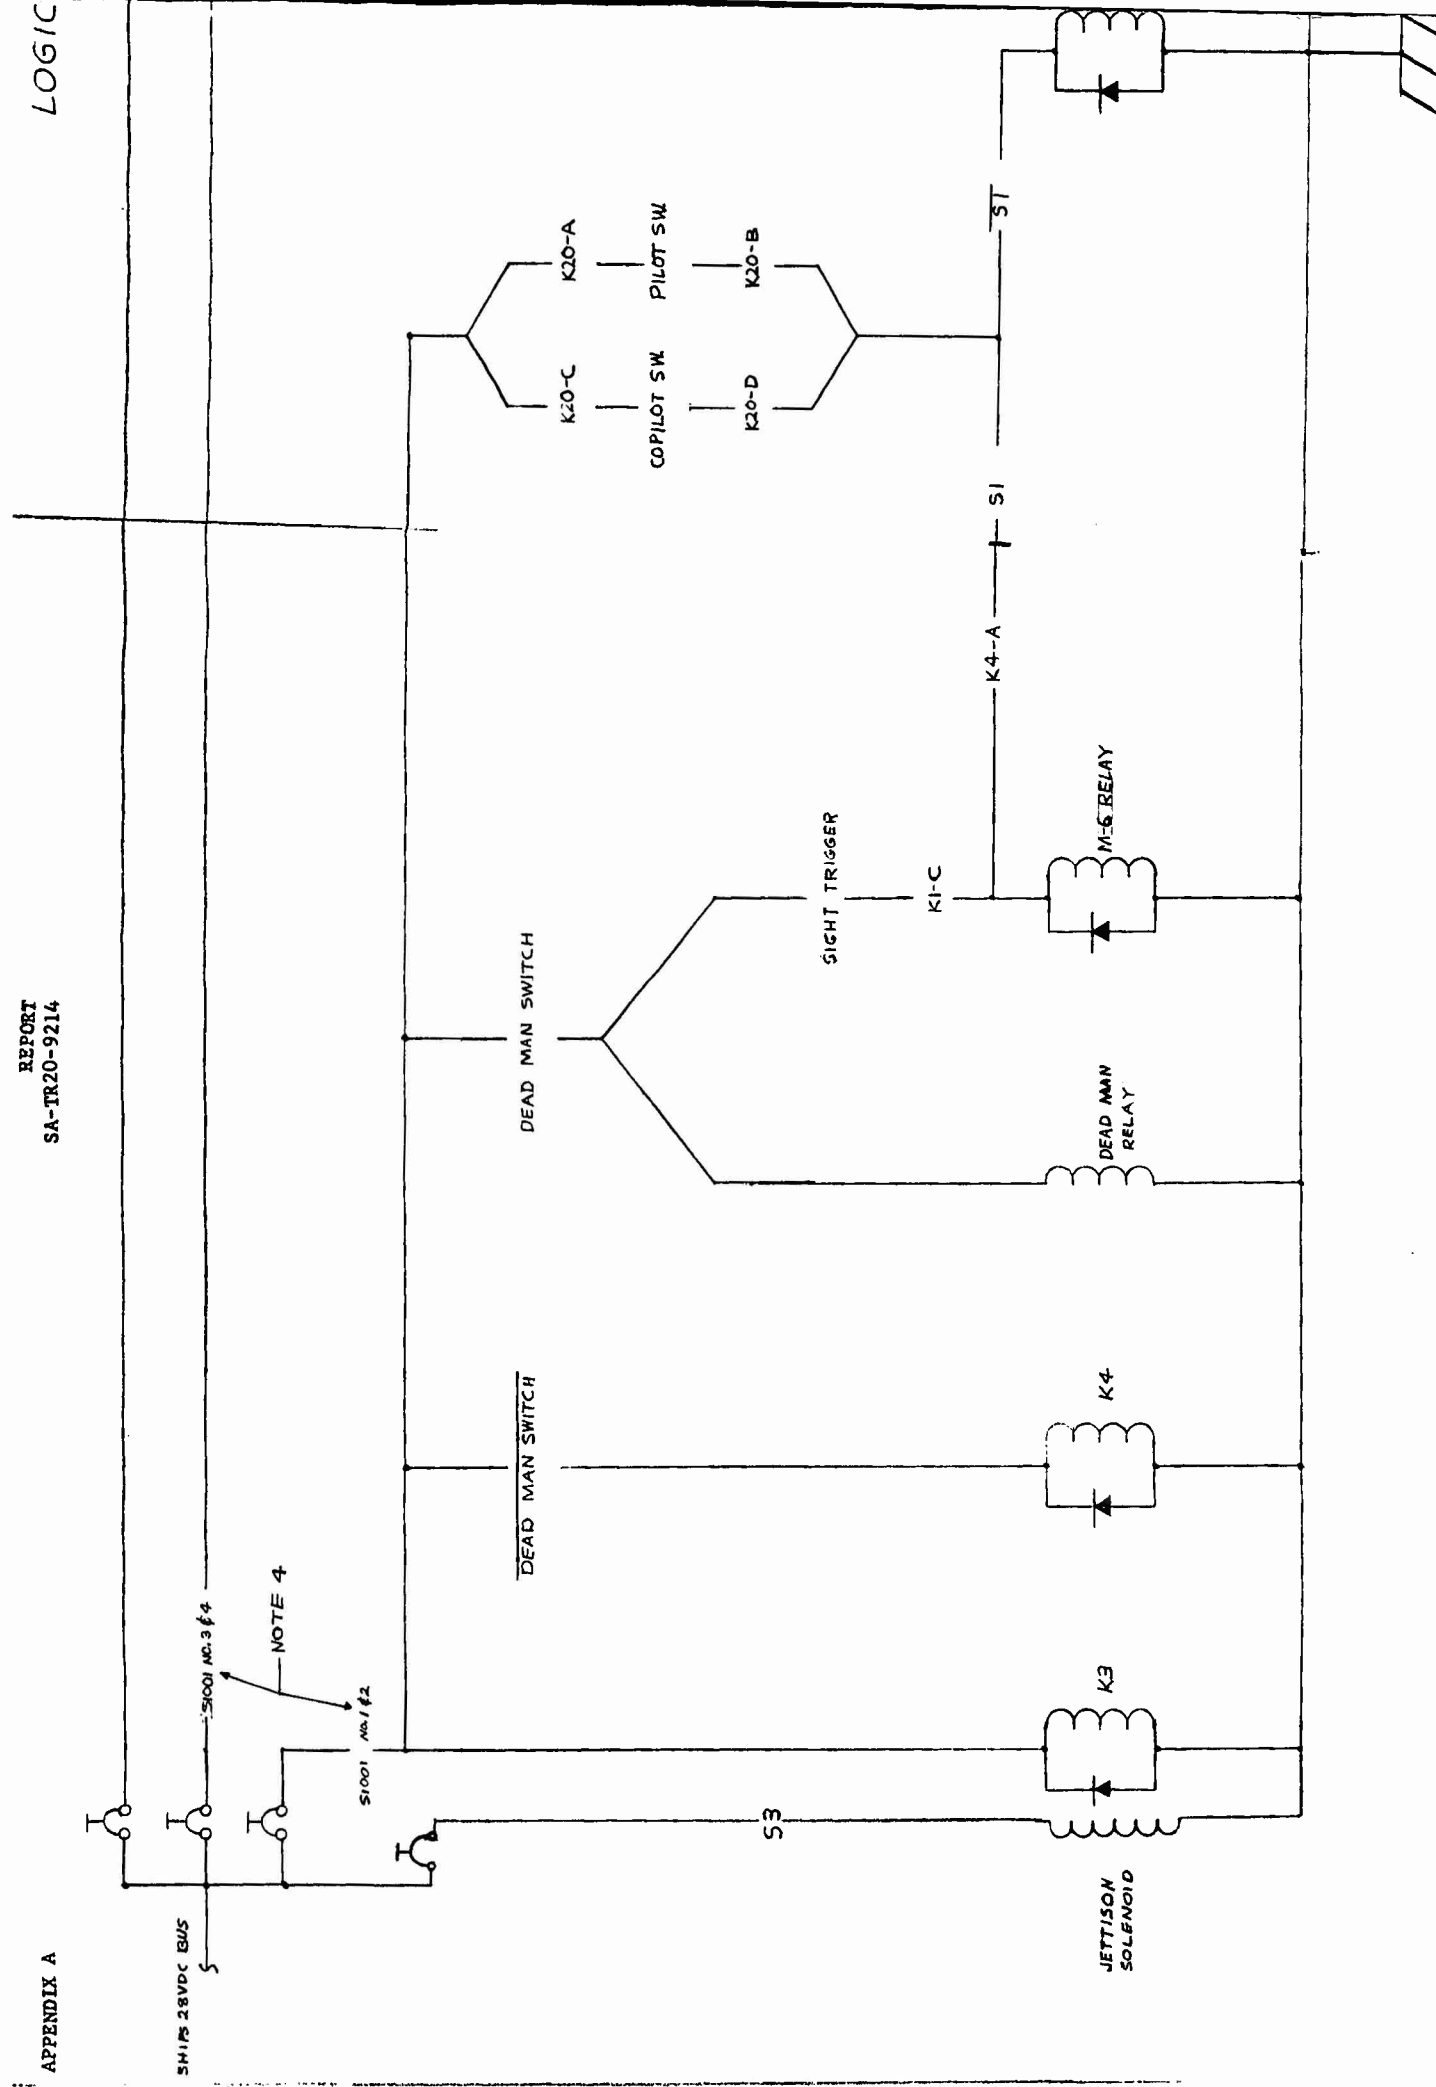 APPENDIX A
REPORT
SA-TR20-9214
LOGIC
SHIPS 28VDC BUS
S1001 NO. 3 & 4
NOTE 4
S1001 No. 1 & 2
DEAD MAN SWITCH
DEAD MAN SWITCH
K20-C
K20-A
COPILOT SW.
PILOT SW.
K20-D
K20-B
S3
SIGHT TRIGGER
K1-C
K4-A
S1
S1
JETTISON
SOLENOID
K3
K4
DEAD MAN
RELAY
M-6 RELAY